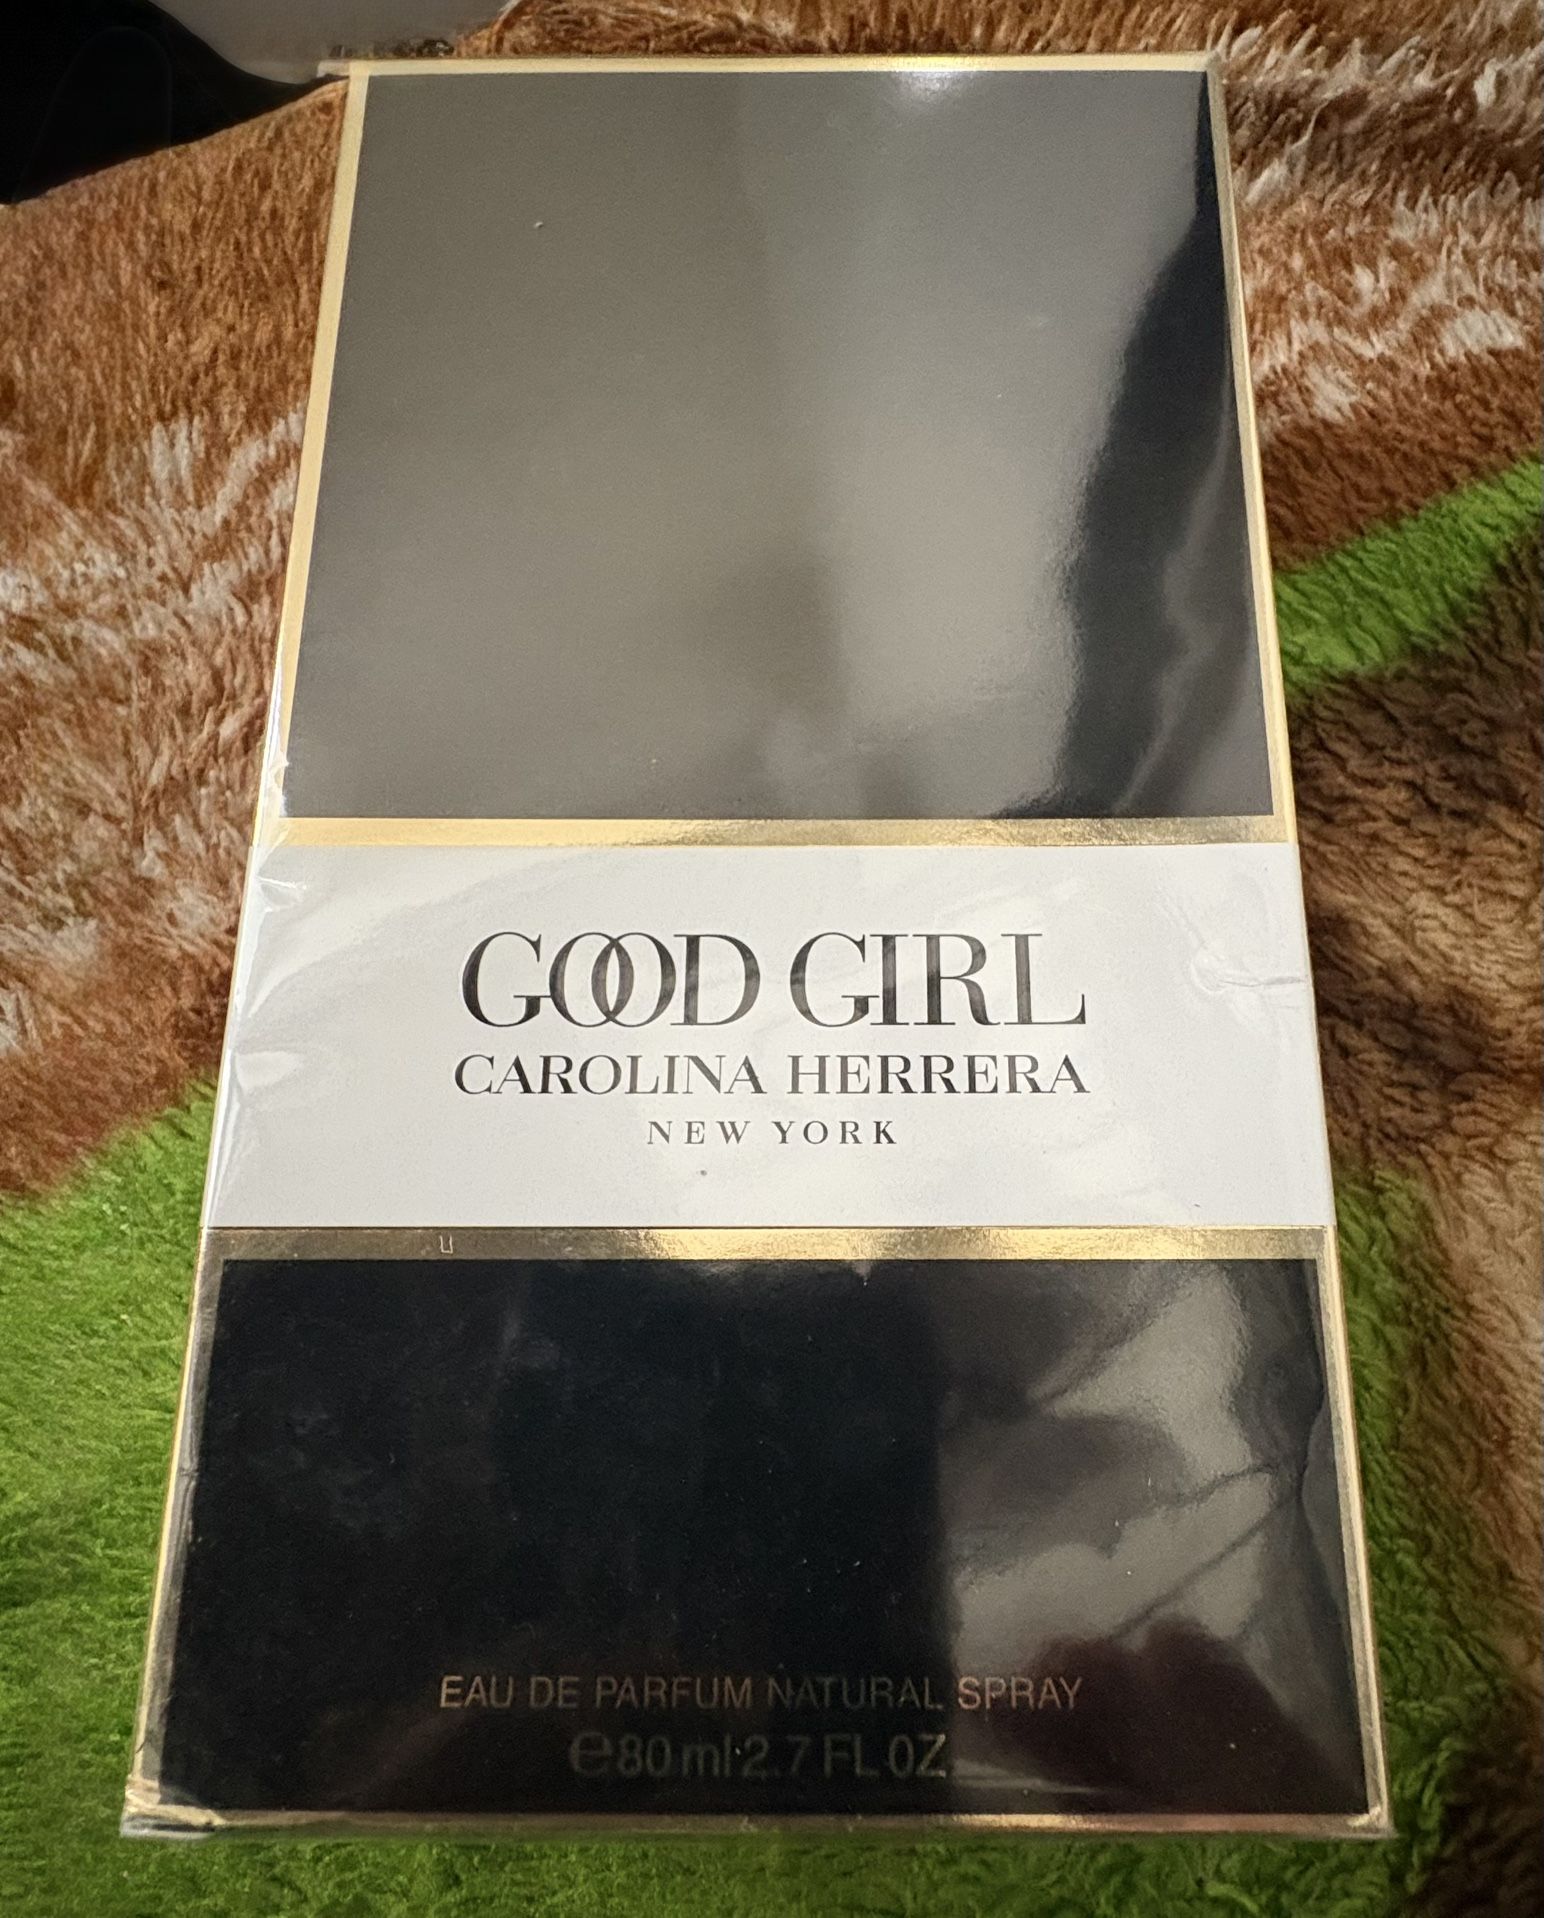 GOOD GIRL
CAROLINA HERRERA
NEW YORK
EAU DE PARFUM NATURAL SPRAY
℮80 ml 2.7 FL OZ